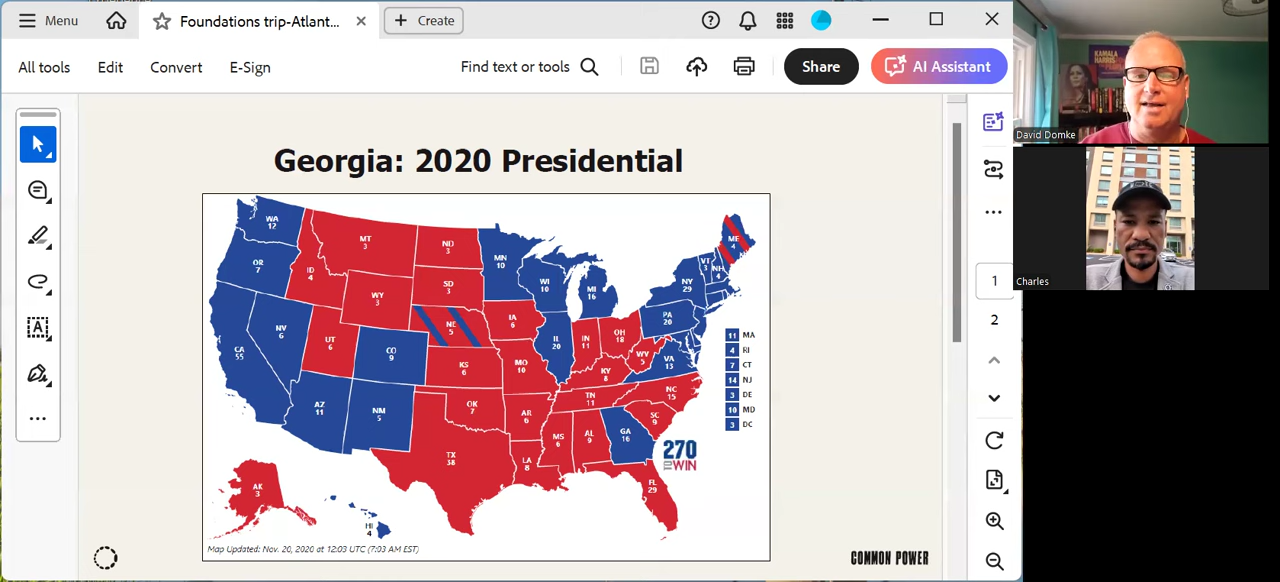 Menu
Foundations trip-Atlant...
Create
All tools
Edit
Convert
E-Sign
Find text or tools
Share
AI Assistant
Georgia: 2020 Presidential
WA
12
OR
7
CA
55
NV
6
ID
4
MT
3
WY
3
UT
6
AZ
11
CO
9
NM
5
ND
3
SD
3
NE
5
KS
6
OK
7
TX
38
MN
10
IA
6
MO
10
AR
6
LA
8
WI
10
IL
20
MI
16
IN
11
OH
18
KY
8
TN
11
MS
6
AL
9
GA
16
FL
29
SC
9
NC
15
VA
13
WV
5
PA
20
NY
29
VT
3
NH
4
ME
4
AK
3
HI
4
11 MA
4 RI
7 CT
14 NJ
3 DE
10 MD
3 DC
270
TO WIN
Map Updated: Nov. 20, 2020 at 12:03 UTC (7:03 AM EST)
COMMON POWER
1
2
KAMALA
HARRIS
David Domke
Charles